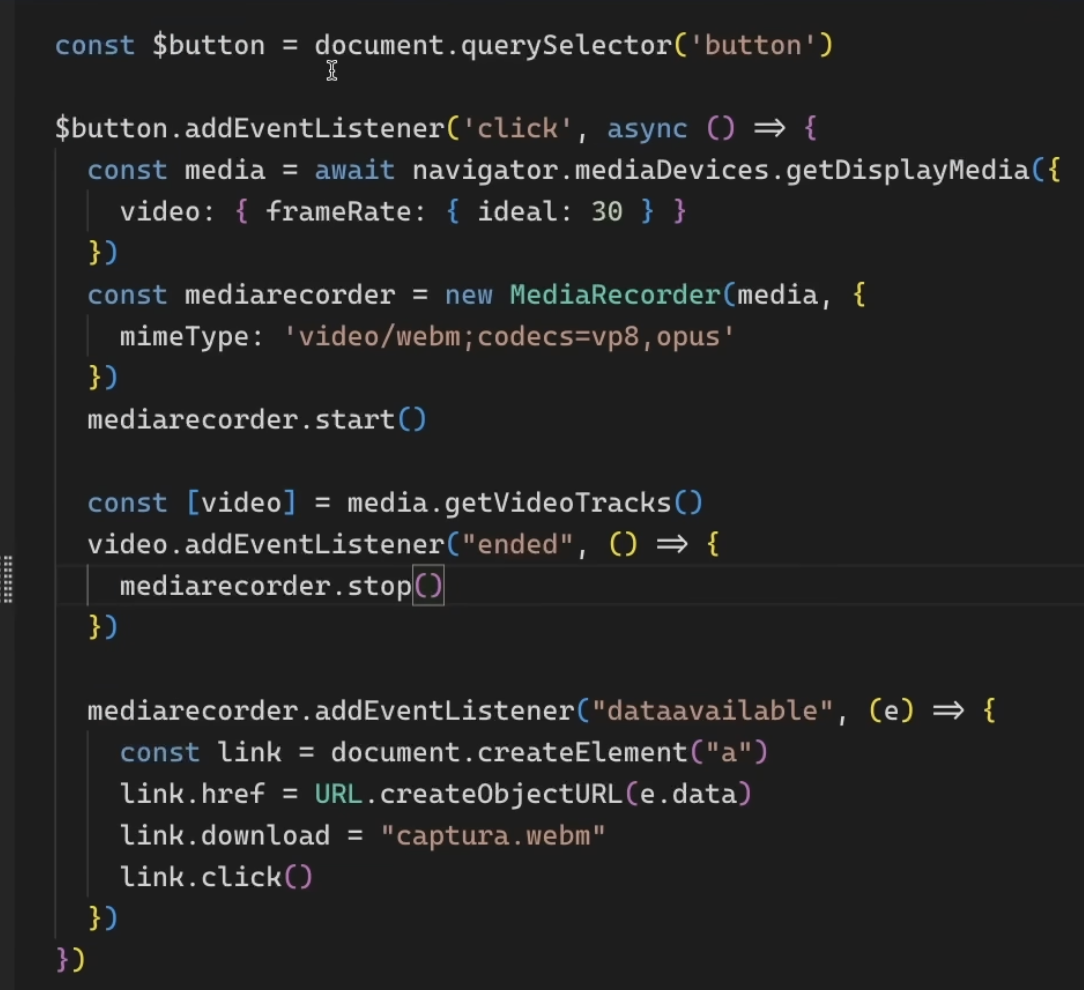 const $button = document.querySelector('button')
$button.addEventListener('click', async () => {
const media = await navigator.mediaDevices.getDisplayMedia({
video: { frameRate: { ideal: 30 } }
})
const mediarecorder = new MediaRecorder(media, {
mimeType: 'video/webm;codecs=vp8,opus'
})
mediarecorder.start()
const [video] = media.getVideoTracks()
video.addEventListener("ended", () => {
mediarecorder.stop()
})
mediarecorder.addEventListener("dataavailable", (e) => {
const link = document.createElement("a")
link.href = URL.createObjectURL(e.data)
link.download = "captura.webm"
link.click()
})
})